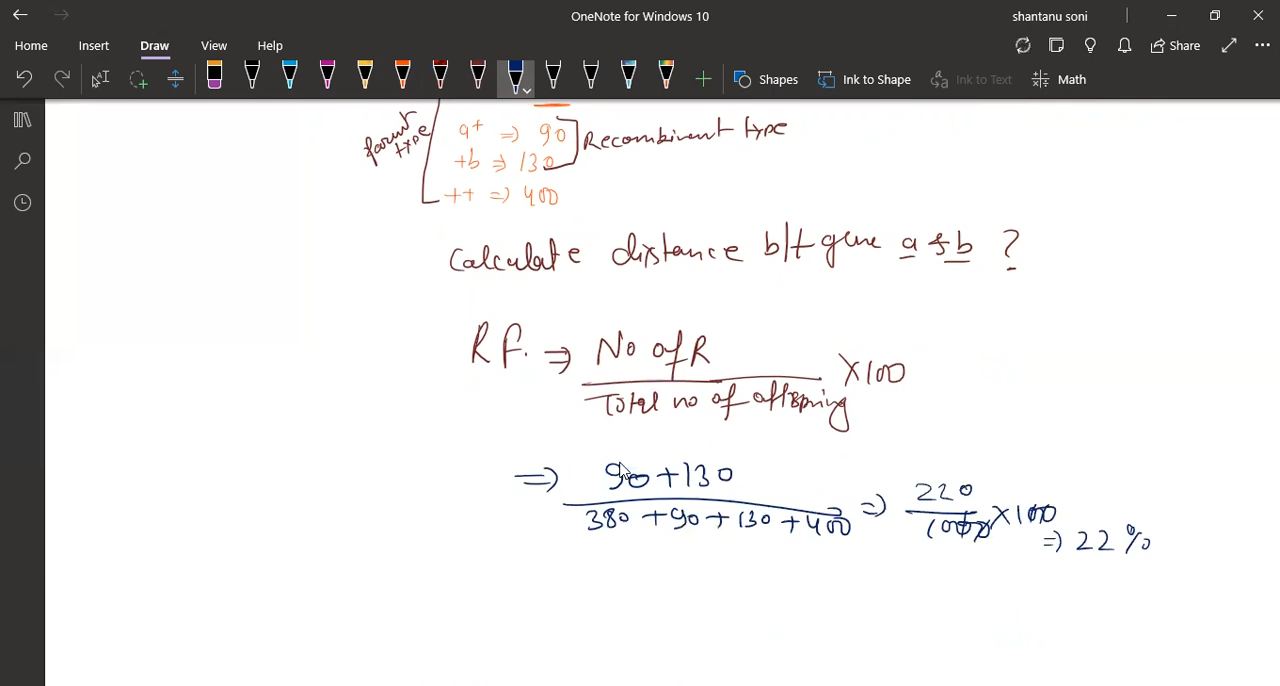 OneNote for Windows 10
shantanu soni
Home Insert Draw View Help
Share
Shapes Ink to Shape Ink to Text Math
a+ => 90 Recombinant type
parent type
+b => 130
++ => 400
Calculate distance b/t gene a & b ?
R F. => No of R
Total no of offspring ×100
=> 90+130
380 +90 + 130 + 400 => 220
1000 ×100
=> 22 %